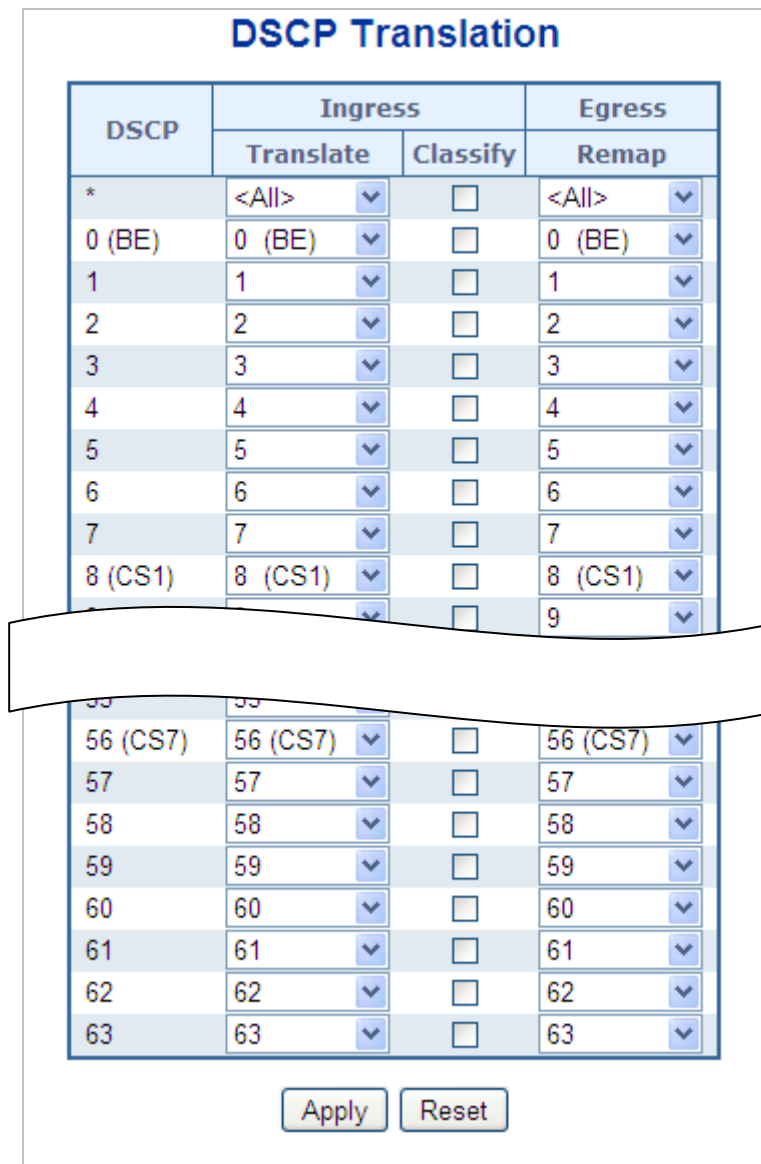 DSCP Translation
DSCP Ingress Egress
Translate Classify Remap
* <All> <All>
0 (BE) 0 (BE) 0 (BE)
1 1 1
2 2 2
3 3 3
4 4 4
5 5 5
6 6 6
7 7 7
8 (CS1) 8 (CS1) 8 (CS1)
9
56 (CS7) 56 (CS7) 56 (CS7)
57 57 57
58 58 58
59 59 59
60 60 60
61 61 61
62 62 62
63 63 63
Apply Reset